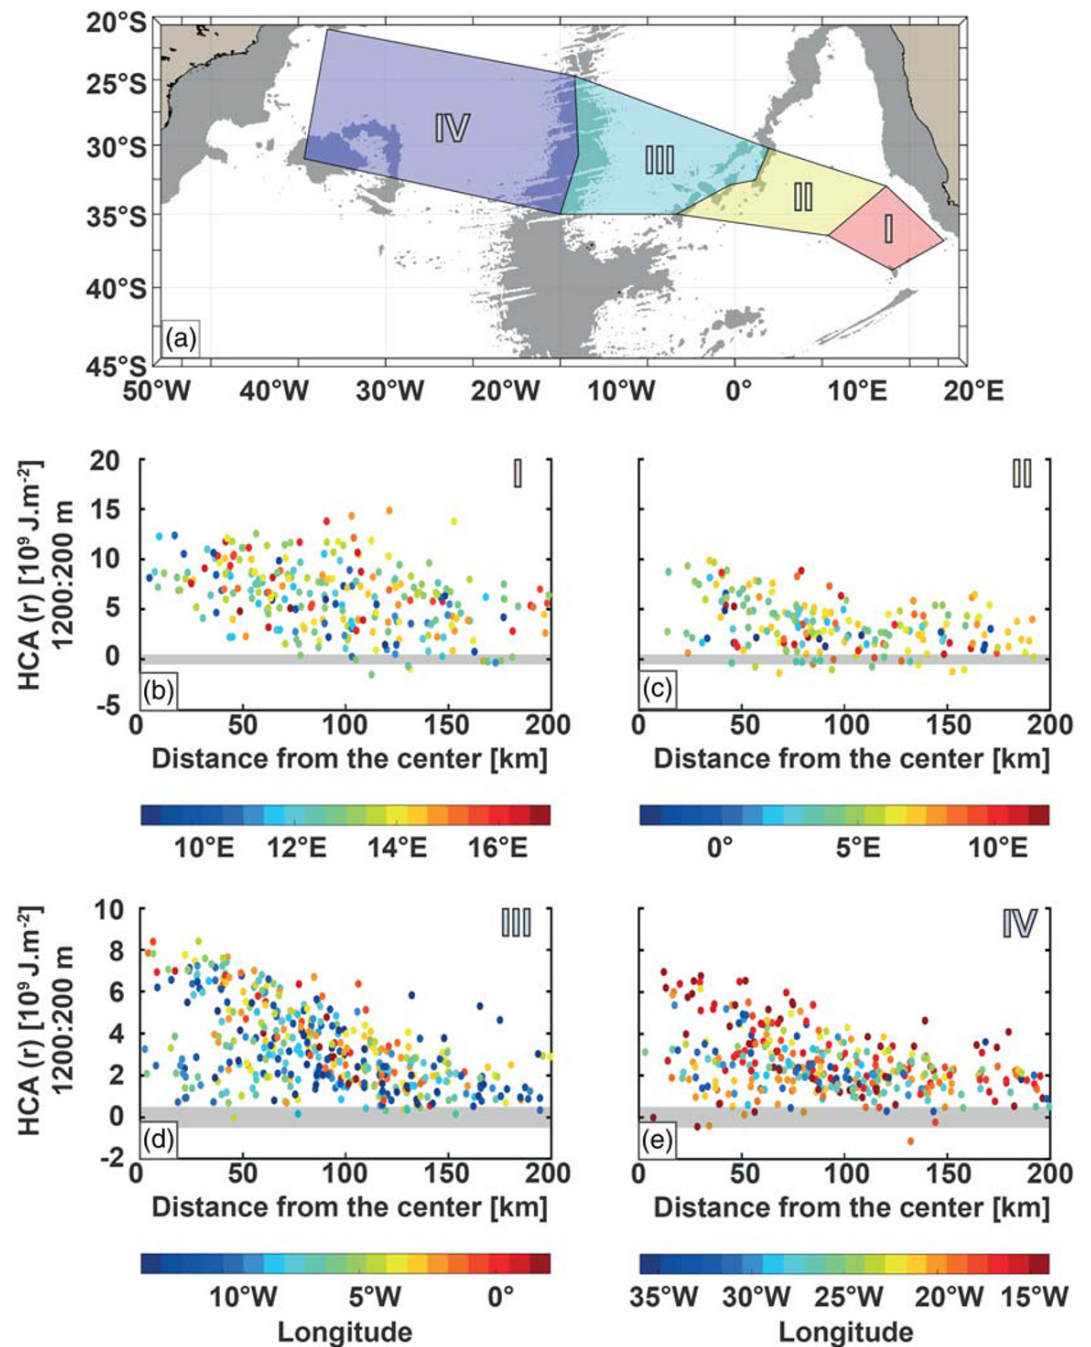 20°S
25°S
30°S
35°S
40°S
45°S
IV
III
II
I
(a)
50°W 40°W 30°W 20°W 10°W 0° 10°E 20°E
HCA (r) [10⁹ J.m⁻²]
1200:200 m
20
15
10
5
0
-5
I
(b)
0 50 100 150 200
Distance from the center [km]
10°E 12°E 14°E 16°E
II
(c)
0 50 100 150 200
Distance from the center [km]
0° 5°E 10°E
HCA (r) [10⁹ J.m⁻²]
1200:200 m
10
8
6
4
2
0
-2
III
(d)
0 50 100 150 200
Distance from the center [km]
10°W 5°W 0°
Longitude
IV
(e)
0 50 100 150 200
Distance from the center [km]
35°W 30°W 25°W 20°W 15°W
Longitude